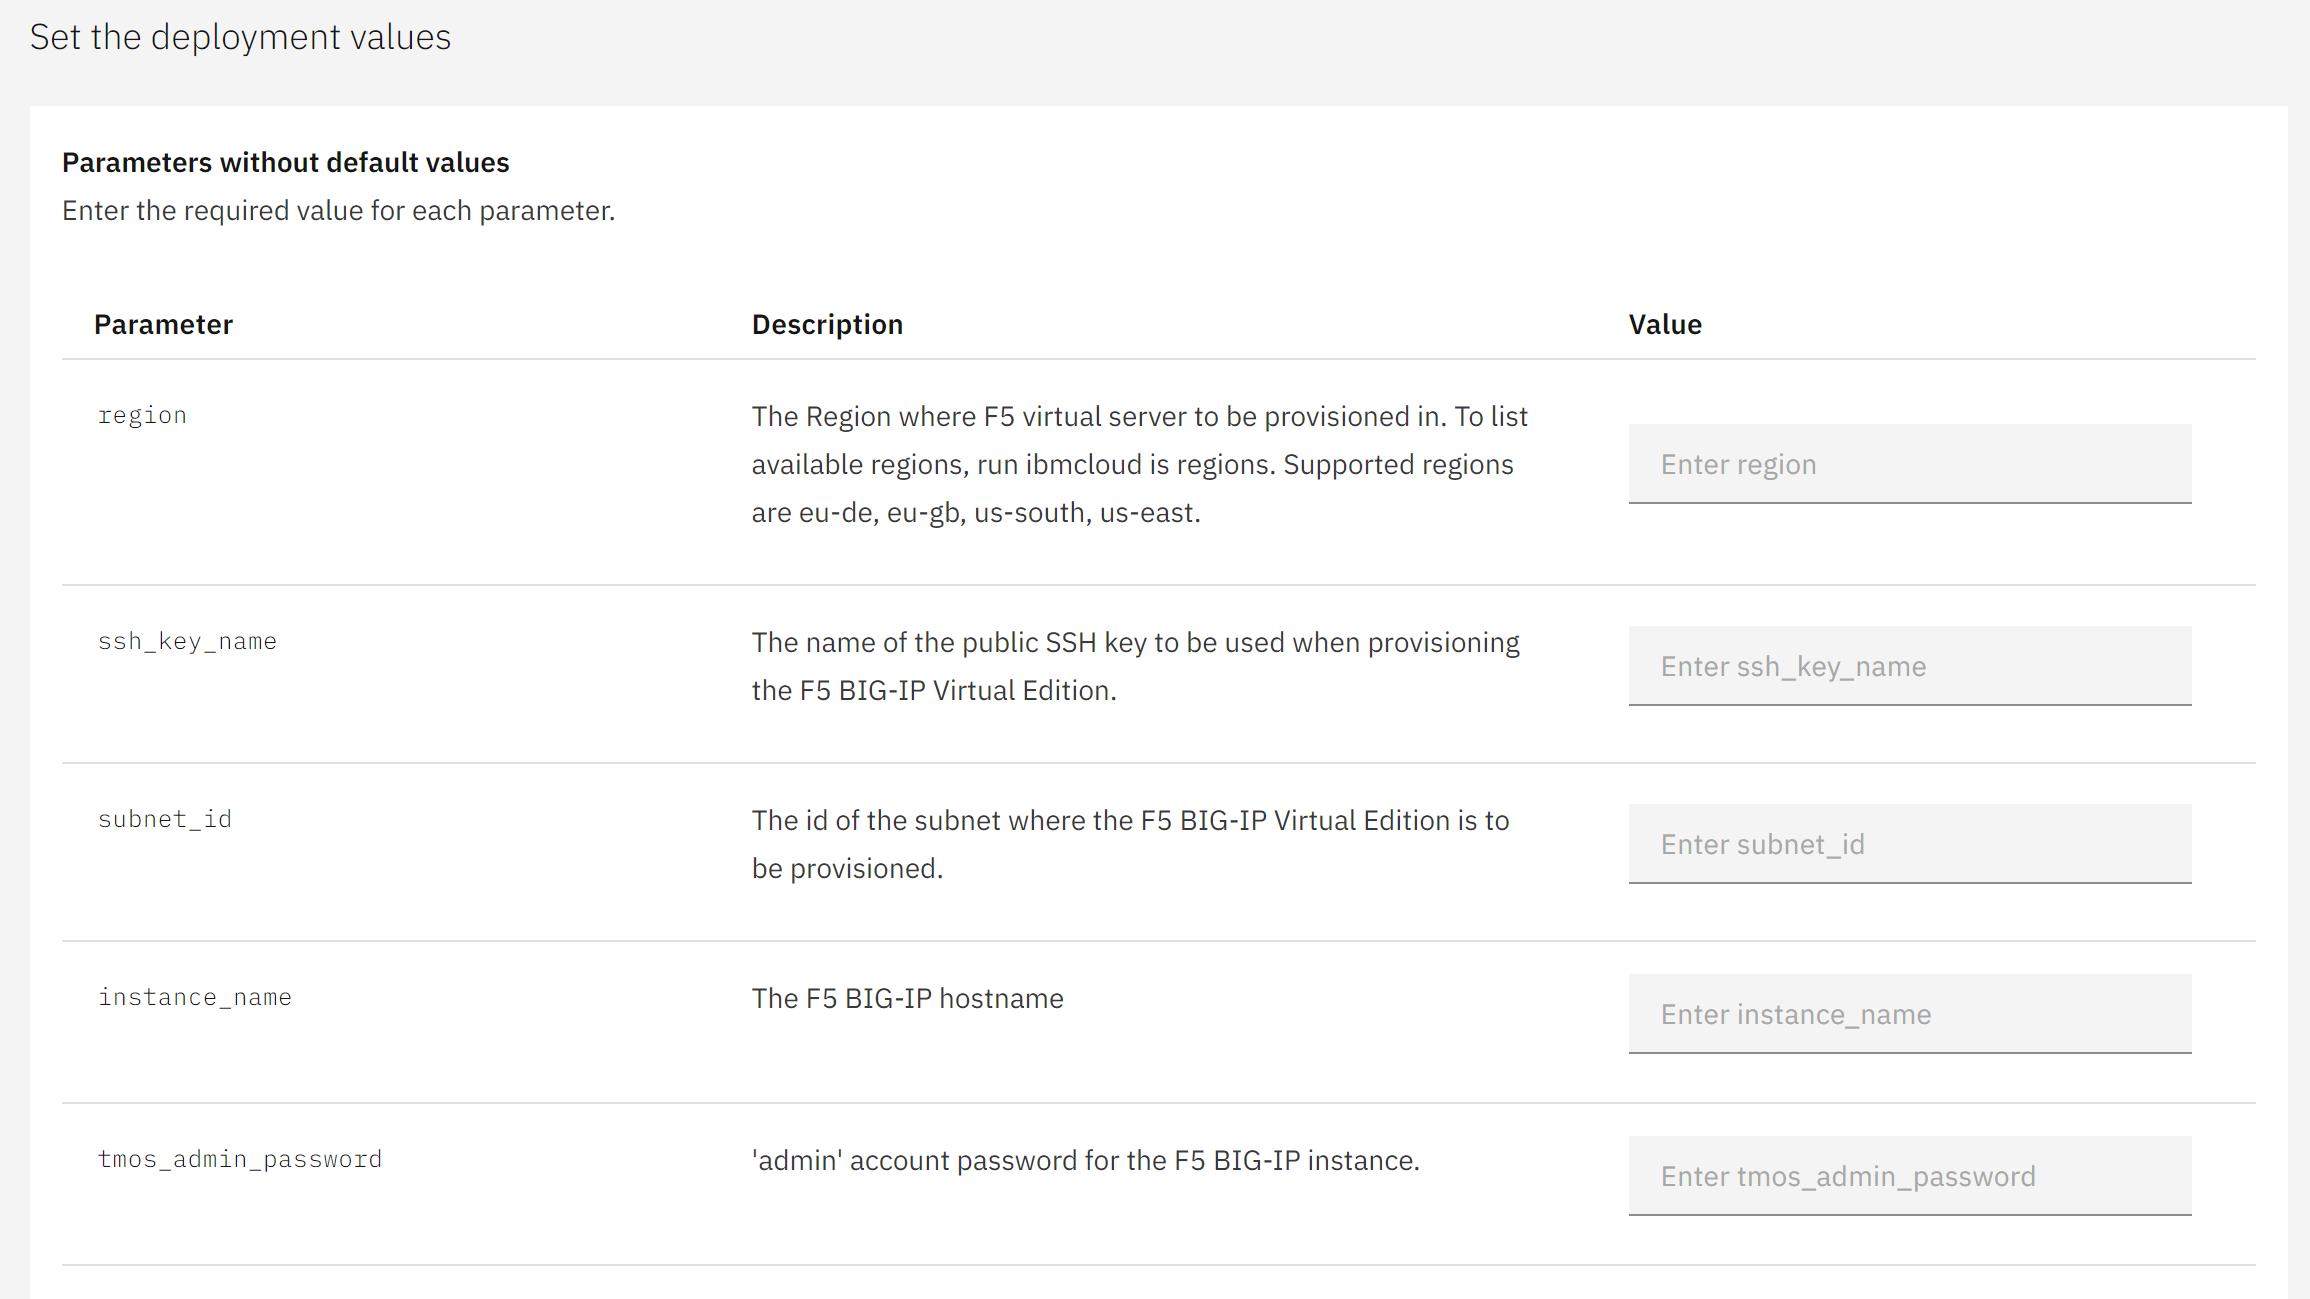 Set the deployment values
Parameters without default values
Enter the required value for each parameter.
Parameter Description Value
region
The Region where F5 virtual server to be provisioned in. To list
available regions, run ibmcloud is regions. Supported regions
are eu-de, eu-gb, us-south, us-east.
Enter region
ssh_key_name
The name of the public SSH key to be used when provisioning
the F5 BIG-IP Virtual Edition.
Enter ssh_key_name
subnet_id
The id of the subnet where the F5 BIG-IP Virtual Edition is to
be provisioned.
Enter subnet_id
instance_name
The F5 BIG-IP hostname
Enter instance_name
tmos_admin_password
'admin' account password for the F5 BIG-IP instance.
Enter tmos_admin_password